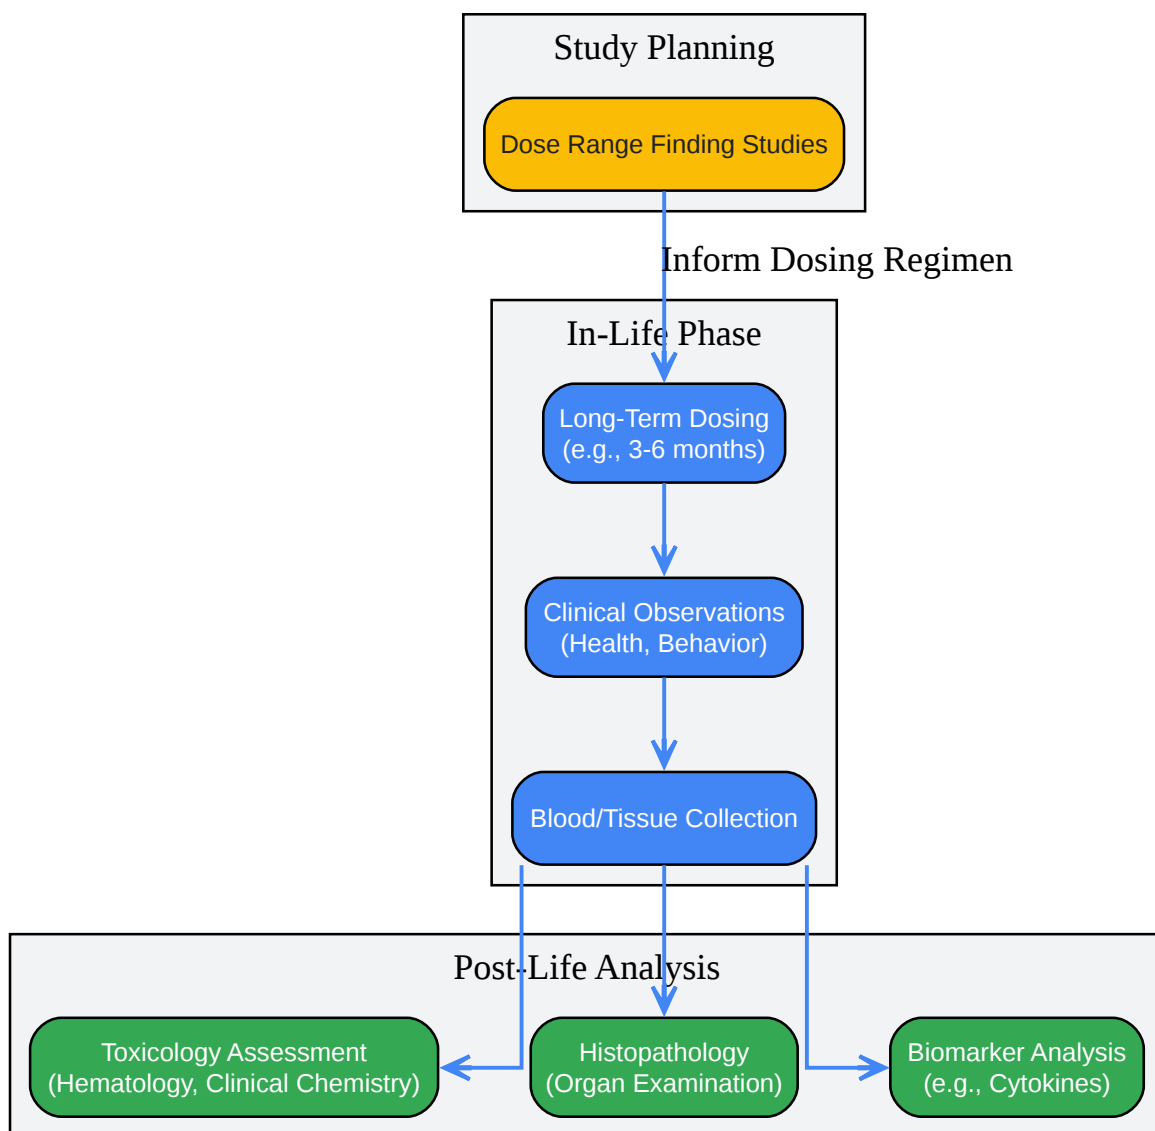 Study Planning
Dose Range Finding Studies
Inform Dosing Regimen
In-Life Phase
Long-Term Dosing
(e.g., 3-6 months)
Clinical Observations
(Health, Behavior)
Blood/Tissue Collection
Post-Life Analysis
Toxicology Assessment
(Hematology, Clinical Chemistry)
Histopathology
(Organ Examination)
Biomarker Analysis
(e.g., Cytokines)